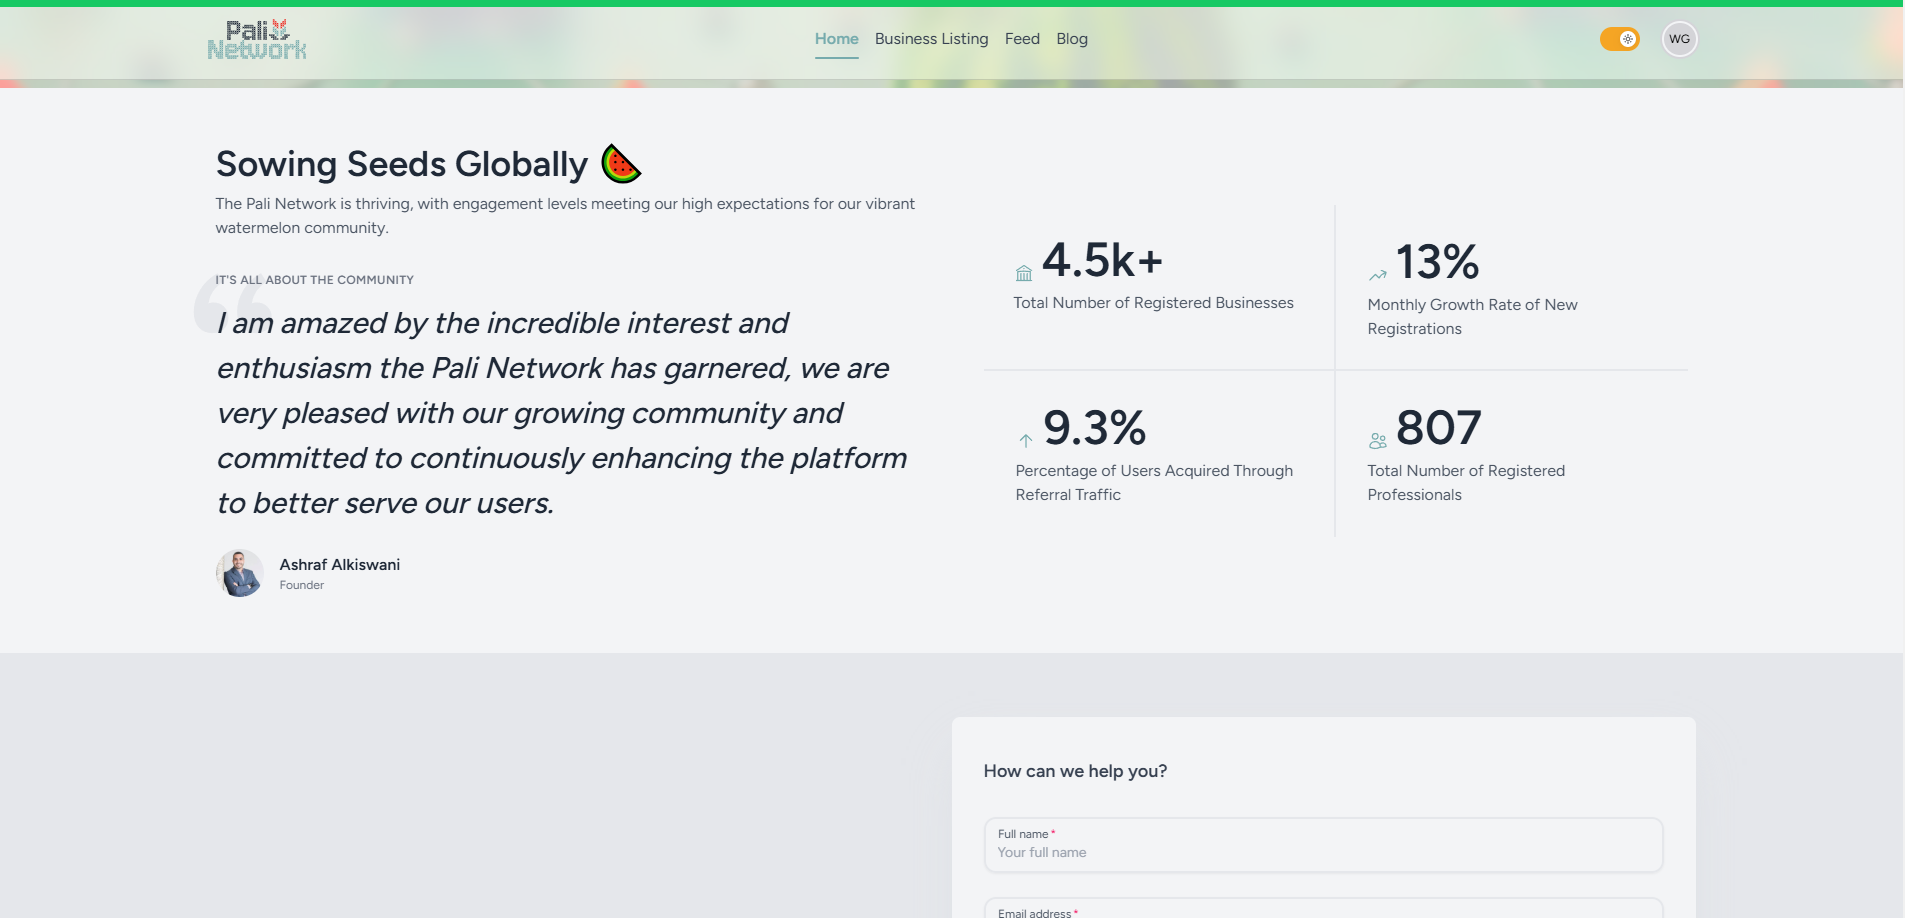 Pali
Network
Home
Business Listing
Feed
Blog
WG
Sowing Seeds Globally
The Pali Network is thriving, with engagement levels meeting our high expectations for our vibrant
watermelon community.
IT'S ALL ABOUT THE COMMUNITY
“
I am amazed by the incredible interest and
enthusiasm the Pali Network has garnered, we are
very pleased with our growing community and
committed to continuously enhancing the platform
to better serve our users.
Ashraf Alkiswani
Founder
4.5k+
Total Number of Registered Businesses
13%
Monthly Growth Rate of New
Registrations
9.3%
Percentage of Users Acquired Through
Referral Traffic
807
Total Number of Registered
Professionals
How can we help you?
Full name*
Your full name
Email address*